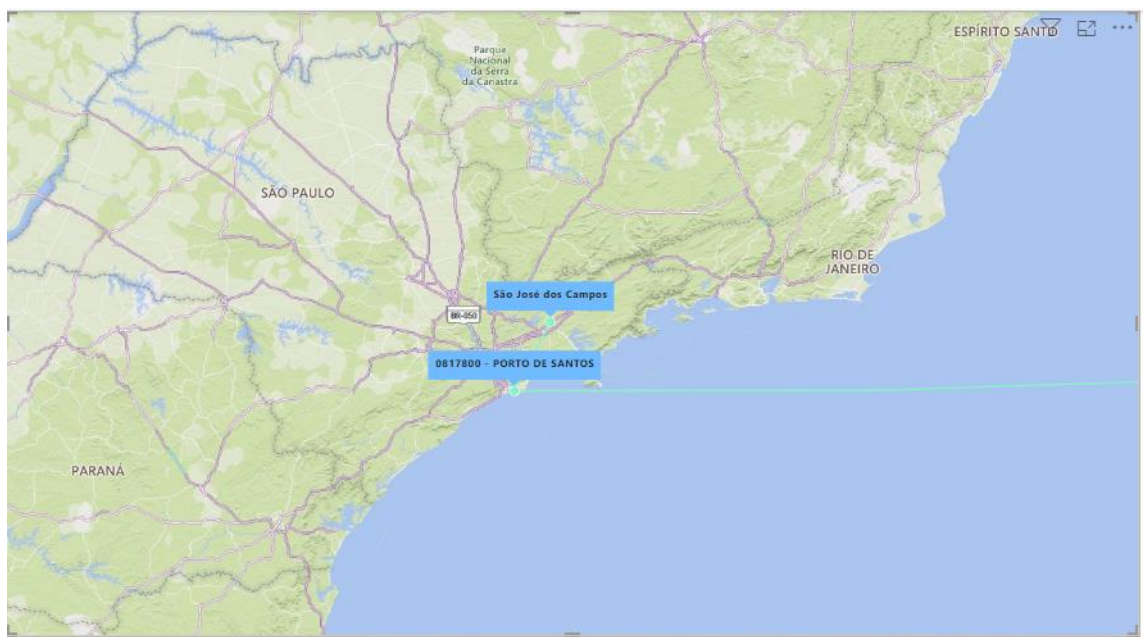 ESPÍRITO SANTO
Parque
Nacional
da Serra
da Canastra
SÃO PAULO
RIO DE
JANEIRO
São José dos Campos
BR-050
0817800 - PORTO DE SANTOS
PARANÁ